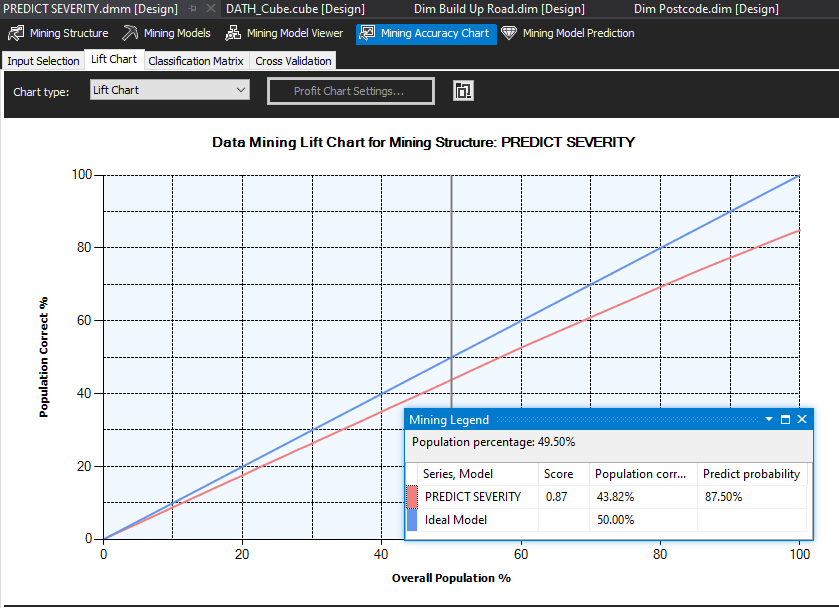 PREDICT SEVERITY.dmm [Design] DATH_Cube.cube [Design] Dim Build Up Road.dim [Design] Dim Postcode.dim [Design]
Mining Structure Mining Models Mining Model Viewer Mining Accuracy Chart Mining Model Prediction
Input Selection Lift Chart Classification Matrix Cross Validation
Chart type: Lift Chart Profit Chart Settings...
Data Mining Lift Chart for Mining Structure: PREDICT SEVERITY
100
80
60
40
20
0
Population Correct %
0 20 40 60 80 100
Overall Population %
Mining Legend
Population percentage: 49.50%
Series, Model Score Population corr... Predict probability
PREDICT SEVERITY 0.87 43.82% 87.50%
Ideal Model 50.00%